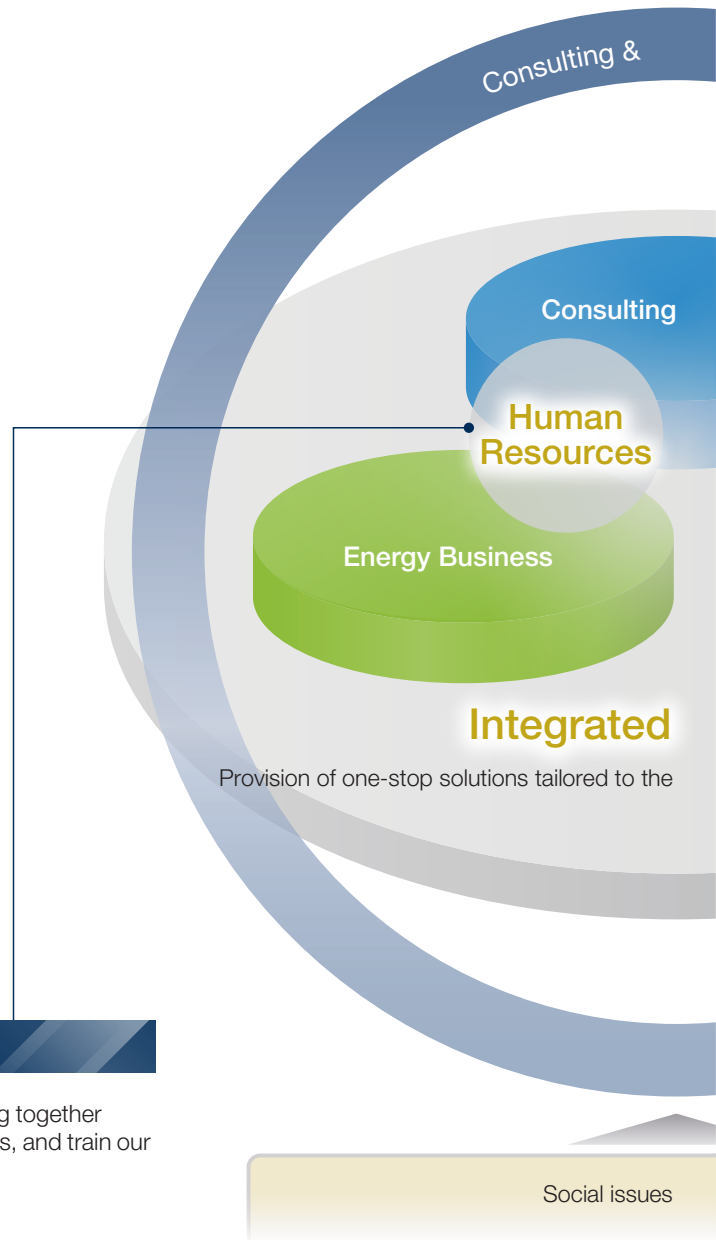 Consulting &
Consulting
Human
Resources
Energy Business
Integrated
Provision of one-stop solutions tailored to the
g together
s, and train our
Social issues